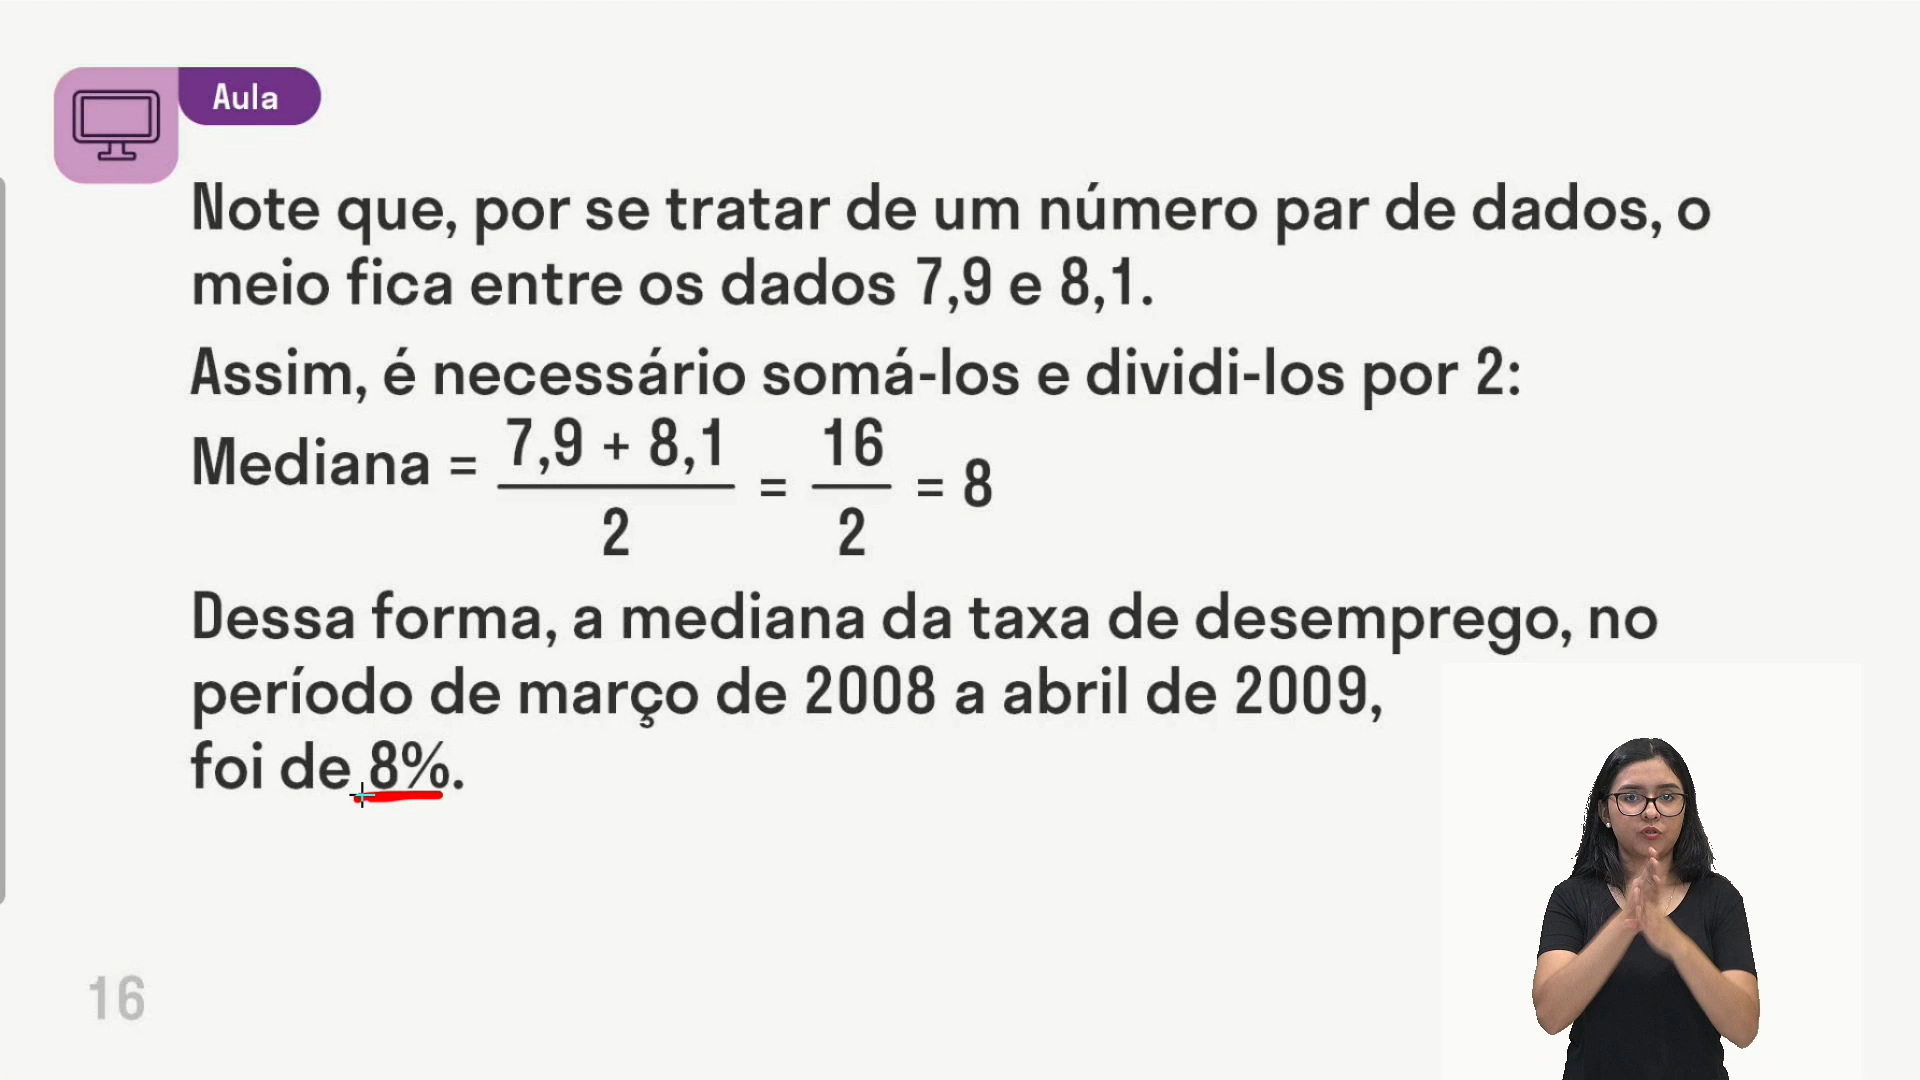 Aula
Note que, por se tratar de um número par de dados, o
meio fica entre os dados 7,9 e 8,1.
Assim, é necessário somá-los e dividi-los por 2:
Mediana = 7,9 + 8,1 / 2 = 16 / 2 = 8
Dessa forma, a mediana da taxa de desemprego, no
período de março de 2008 a abril de 2009,
foi de 8%.
16